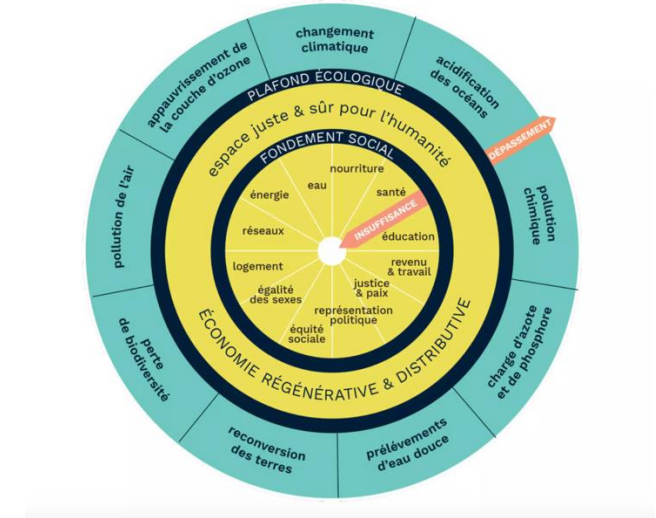 changement
climatique
acidification
des océans
pollution
chimique
charge d'azote
et de phosphore
prélévements
d'eau douce
reconversion
des terres
perte
de biodiversité
pollution de l'air
appauvrissement de
la couche d'ozone
PLAFOND ÉCOLOGIQUE
DÉPASSEMENT
espace juste & sûr pour l'humanité
ÉCONOMIE RÉGÉNÉRATIVE & DISTRIBUTIVE
FONDEMENT SOCIAL
INSUFFISANCE
nourriture
santé
éducation
revenu
& travail
justice
& paix
représentation
politique
équité
sociale
égalité
des sexes
logement
réseaux
énergie
eau